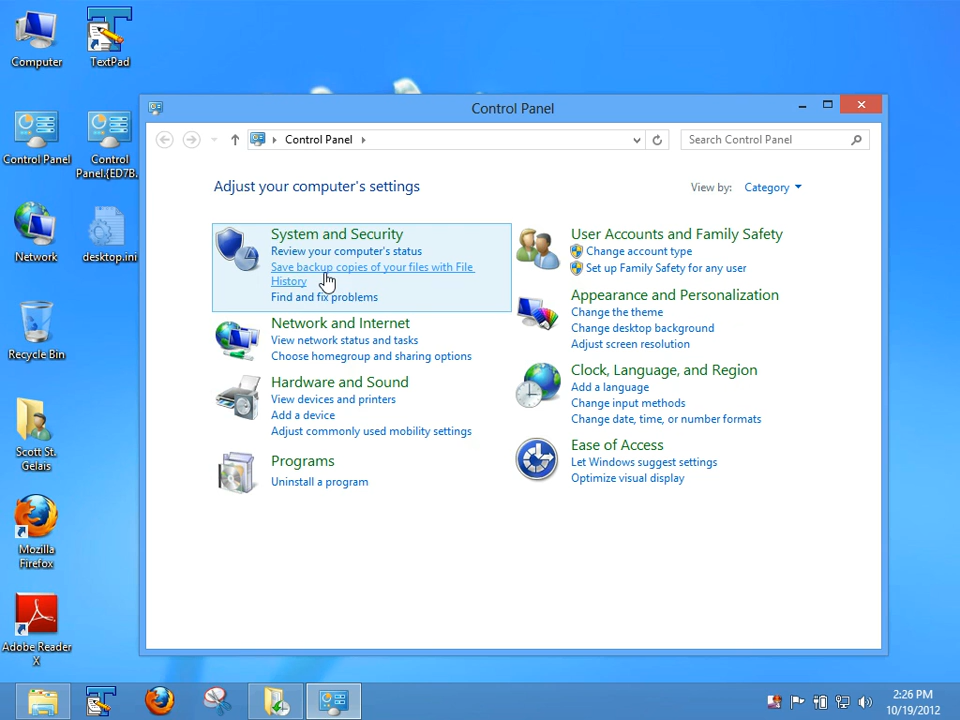 Computer
TextPad
Control Panel
Control
Panel.{ED7B...
Network
desktop.ini
Recycle Bin
Scott St.
Gelais
Mozilla
Firefox
Adobe Reader
X
Control Panel
Control Panel
Search Control Panel
Adjust your computer's settings
View by: Category
System and Security
Review your computer's status
Save backup copies of your files with File
History
Find and fix problems
Network and Internet
View network status and tasks
Choose homegroup and sharing options
Hardware and Sound
View devices and printers
Add a device
Adjust commonly used mobility settings
Programs
Uninstall a program
User Accounts and Family Safety
Change account type
Set up Family Safety for any user
Appearance and Personalization
Change the theme
Change desktop background
Adjust screen resolution
Clock, Language, and Region
Add a language
Change input methods
Change date, time, or number formats
Ease of Access
Let Windows suggest settings
Optimize visual display
2:26 PM
10/19/2012